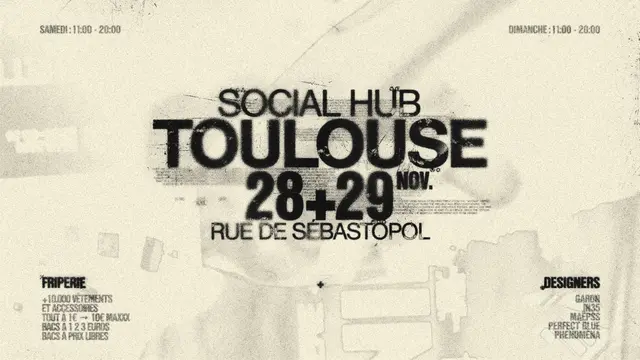 SAMEDI : 11:00 - 20:00
DIMANCHE : 11:00 - 20:00
SOCIAL HUB
TOULOUSE
28+29 NOV.
RUE DE SÉBASTOPOL
FRIPERIE
+10.000 VÊTEMENTS
ET ACCESSOIRES
TOUT À 1€ → 10€ MAXXX
BACS A 1 2 3 EUROS
BACS À PRIX LIBRES
DESIGNERS
JN35
MAEPSS
PERFECT BLUE
PHENOMENA